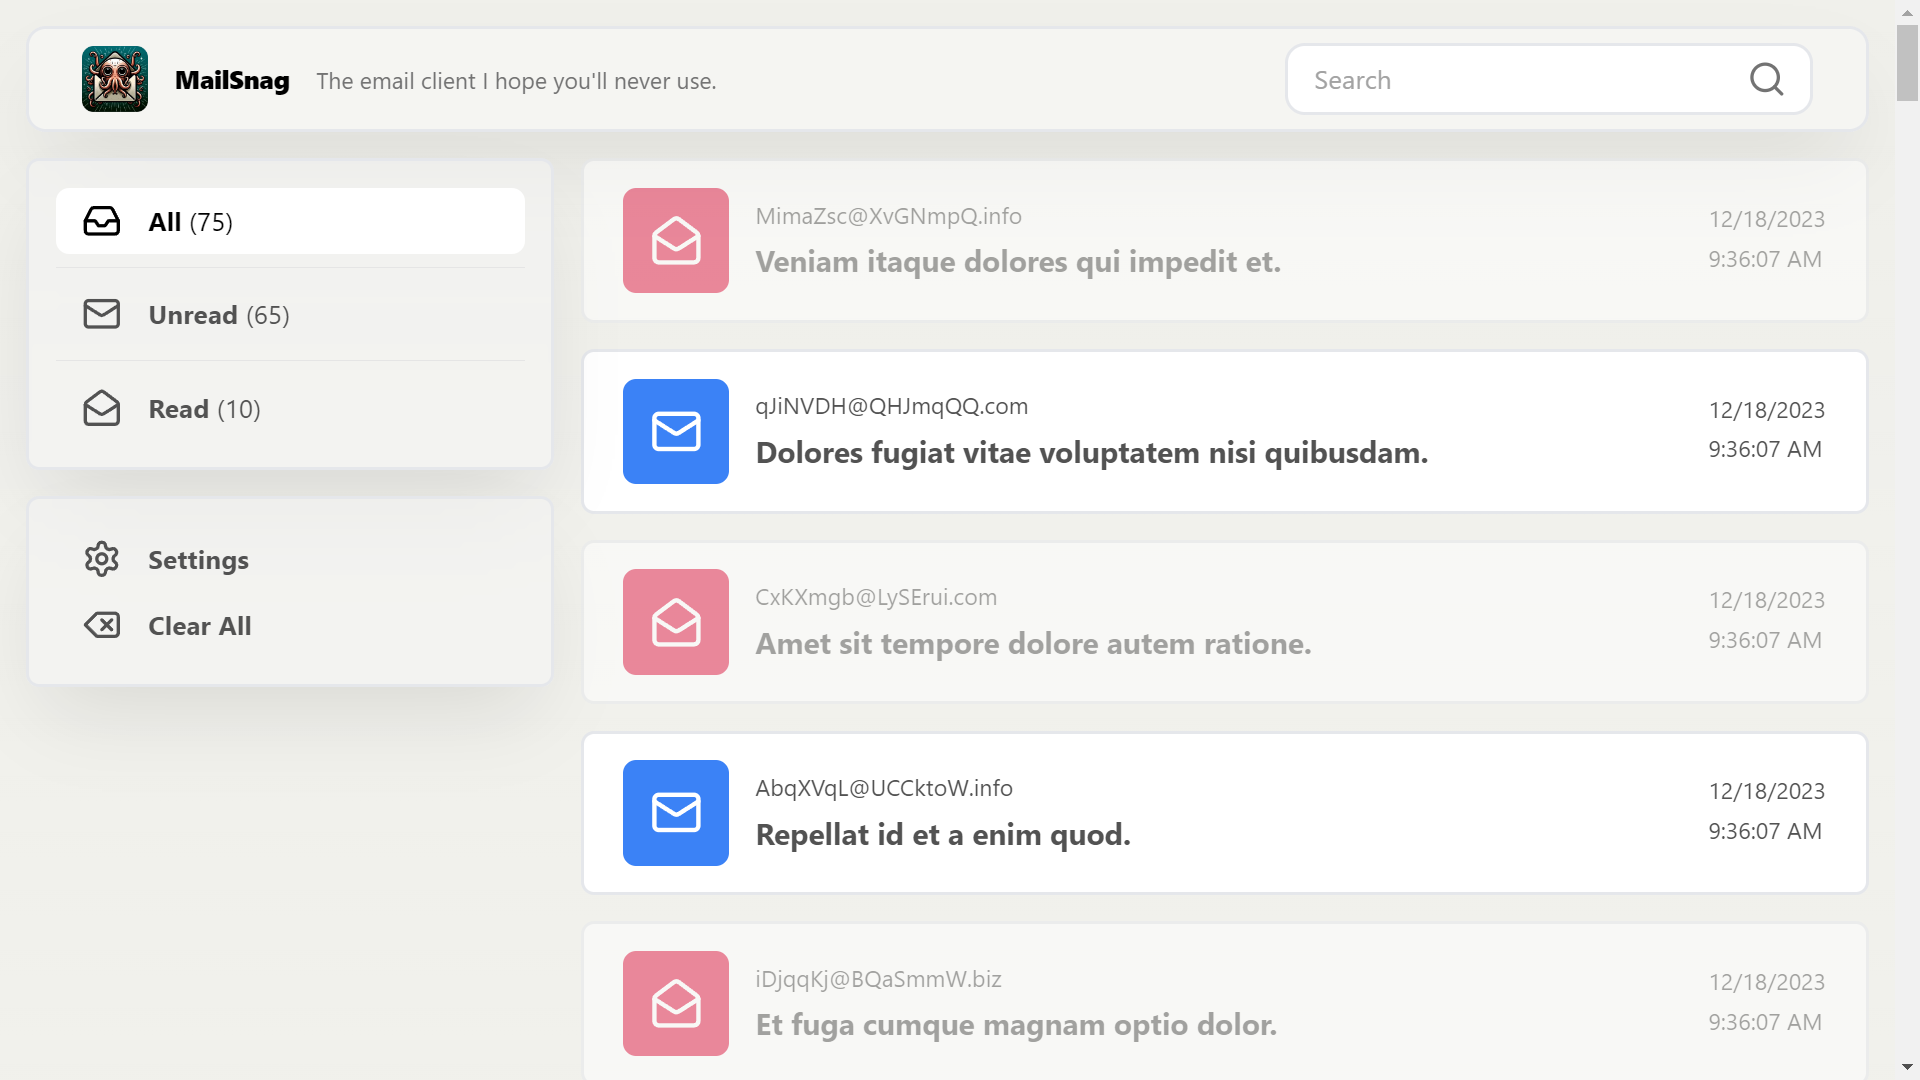 MailSnag
The email client I hope you'll never use.
Search
All (75)
Unread (65)
Read (10)
Settings
Clear All
MimaZsc@XvGNmpQ.info
Veniam itaque dolores qui impedit et.
12/18/2023
9:36:07 AM
qJiNVDH@QHJmqQQ.com
Dolores fugiat vitae voluptatem nisi quibusdam.
12/18/2023
9:36:07 AM
CxKXmgb@LySErui.com
Amet sit tempore dolore autem ratione.
12/18/2023
9:36:07 AM
AbqXVqL@UCCktoW.info
Repellat id et a enim quod.
12/18/2023
9:36:07 AM
iDjqqKj@BQaSmmW.biz
Et fuga cumque magnam optio dolor.
12/18/2023
9:36:07 AM